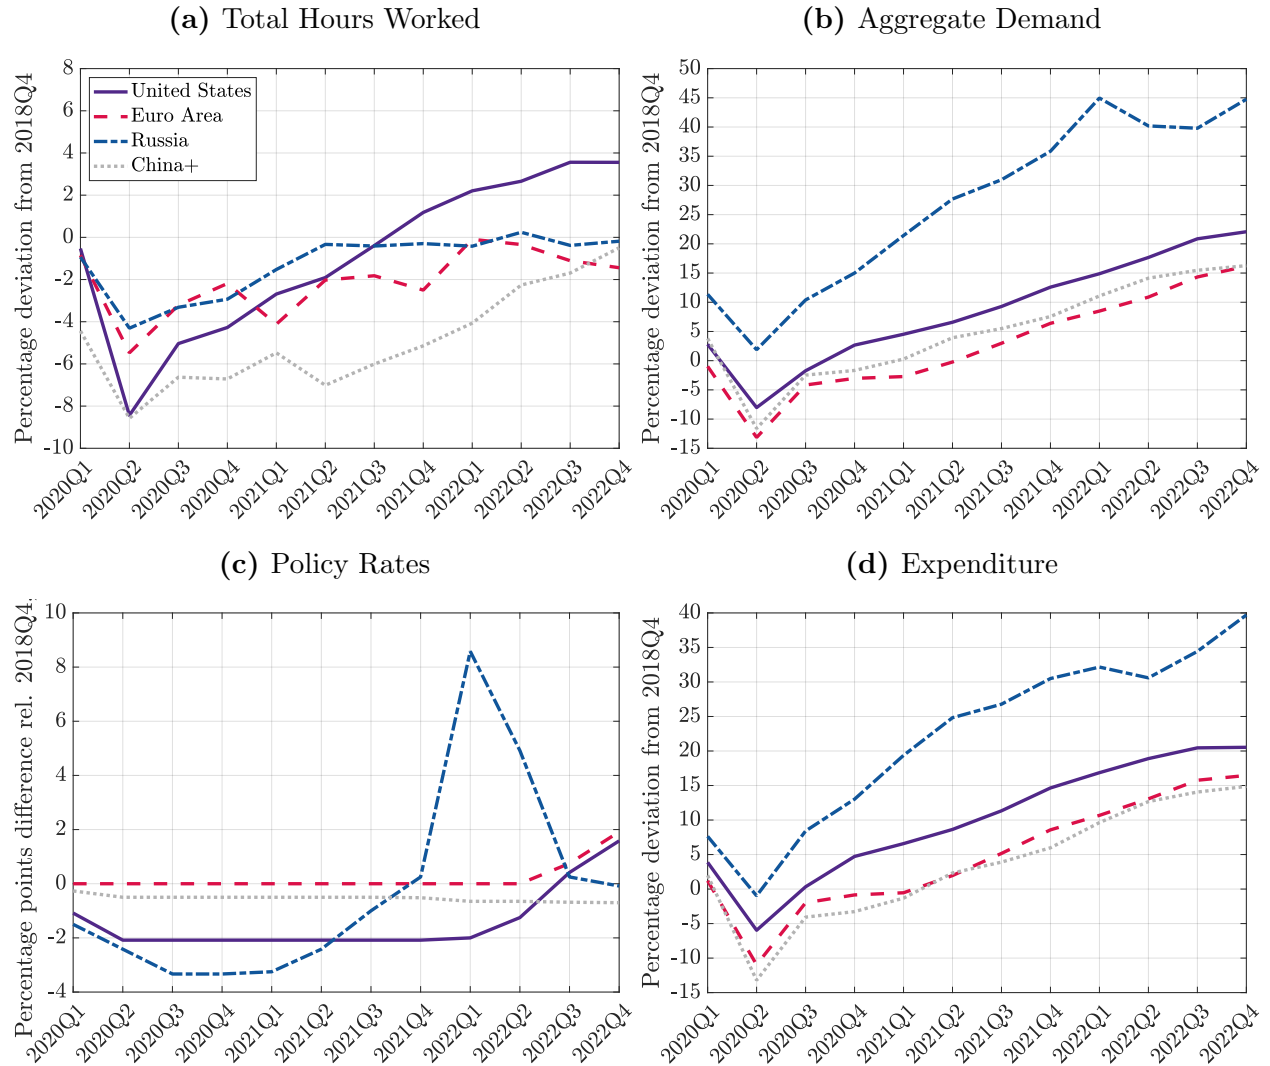 (a) Total Hours Worked
Percentage deviation from 2018Q4
8
6
4
2
0
-2
-4
-6
-8
-10
United States
Euro Area
Russia
China+
2020Q1
2020Q2
2020Q3
2020Q4
2021Q1
2021Q2
2021Q3
2021Q4
2022Q1
2022Q2
2022Q3
2022Q4
(b) Aggregate Demand
Percentage deviation from 2018Q4
50
45
40
35
30
25
20
15
10
5
0
-5
-10
-15
2020Q1
2020Q2
2020Q3
2020Q4
2021Q1
2021Q2
2021Q3
2021Q4
2022Q1
2022Q2
2022Q3
2022Q4
(c) Policy Rates
Percentage points difference rel. 2018Q4
10
8
6
4
2
0
-2
-4
2020Q1
2020Q2
2020Q3
2020Q4
2021Q1
2021Q2
2021Q3
2021Q4
2022Q1
2022Q2
2022Q3
2022Q4
(d) Expenditure
Percentage deviation from 2018Q4
40
35
30
25
20
15
10
5
0
-5
-10
-15
2020Q1
2020Q2
2020Q3
2020Q4
2021Q1
2021Q2
2021Q3
2021Q4
2022Q1
2022Q2
2022Q3
2022Q4